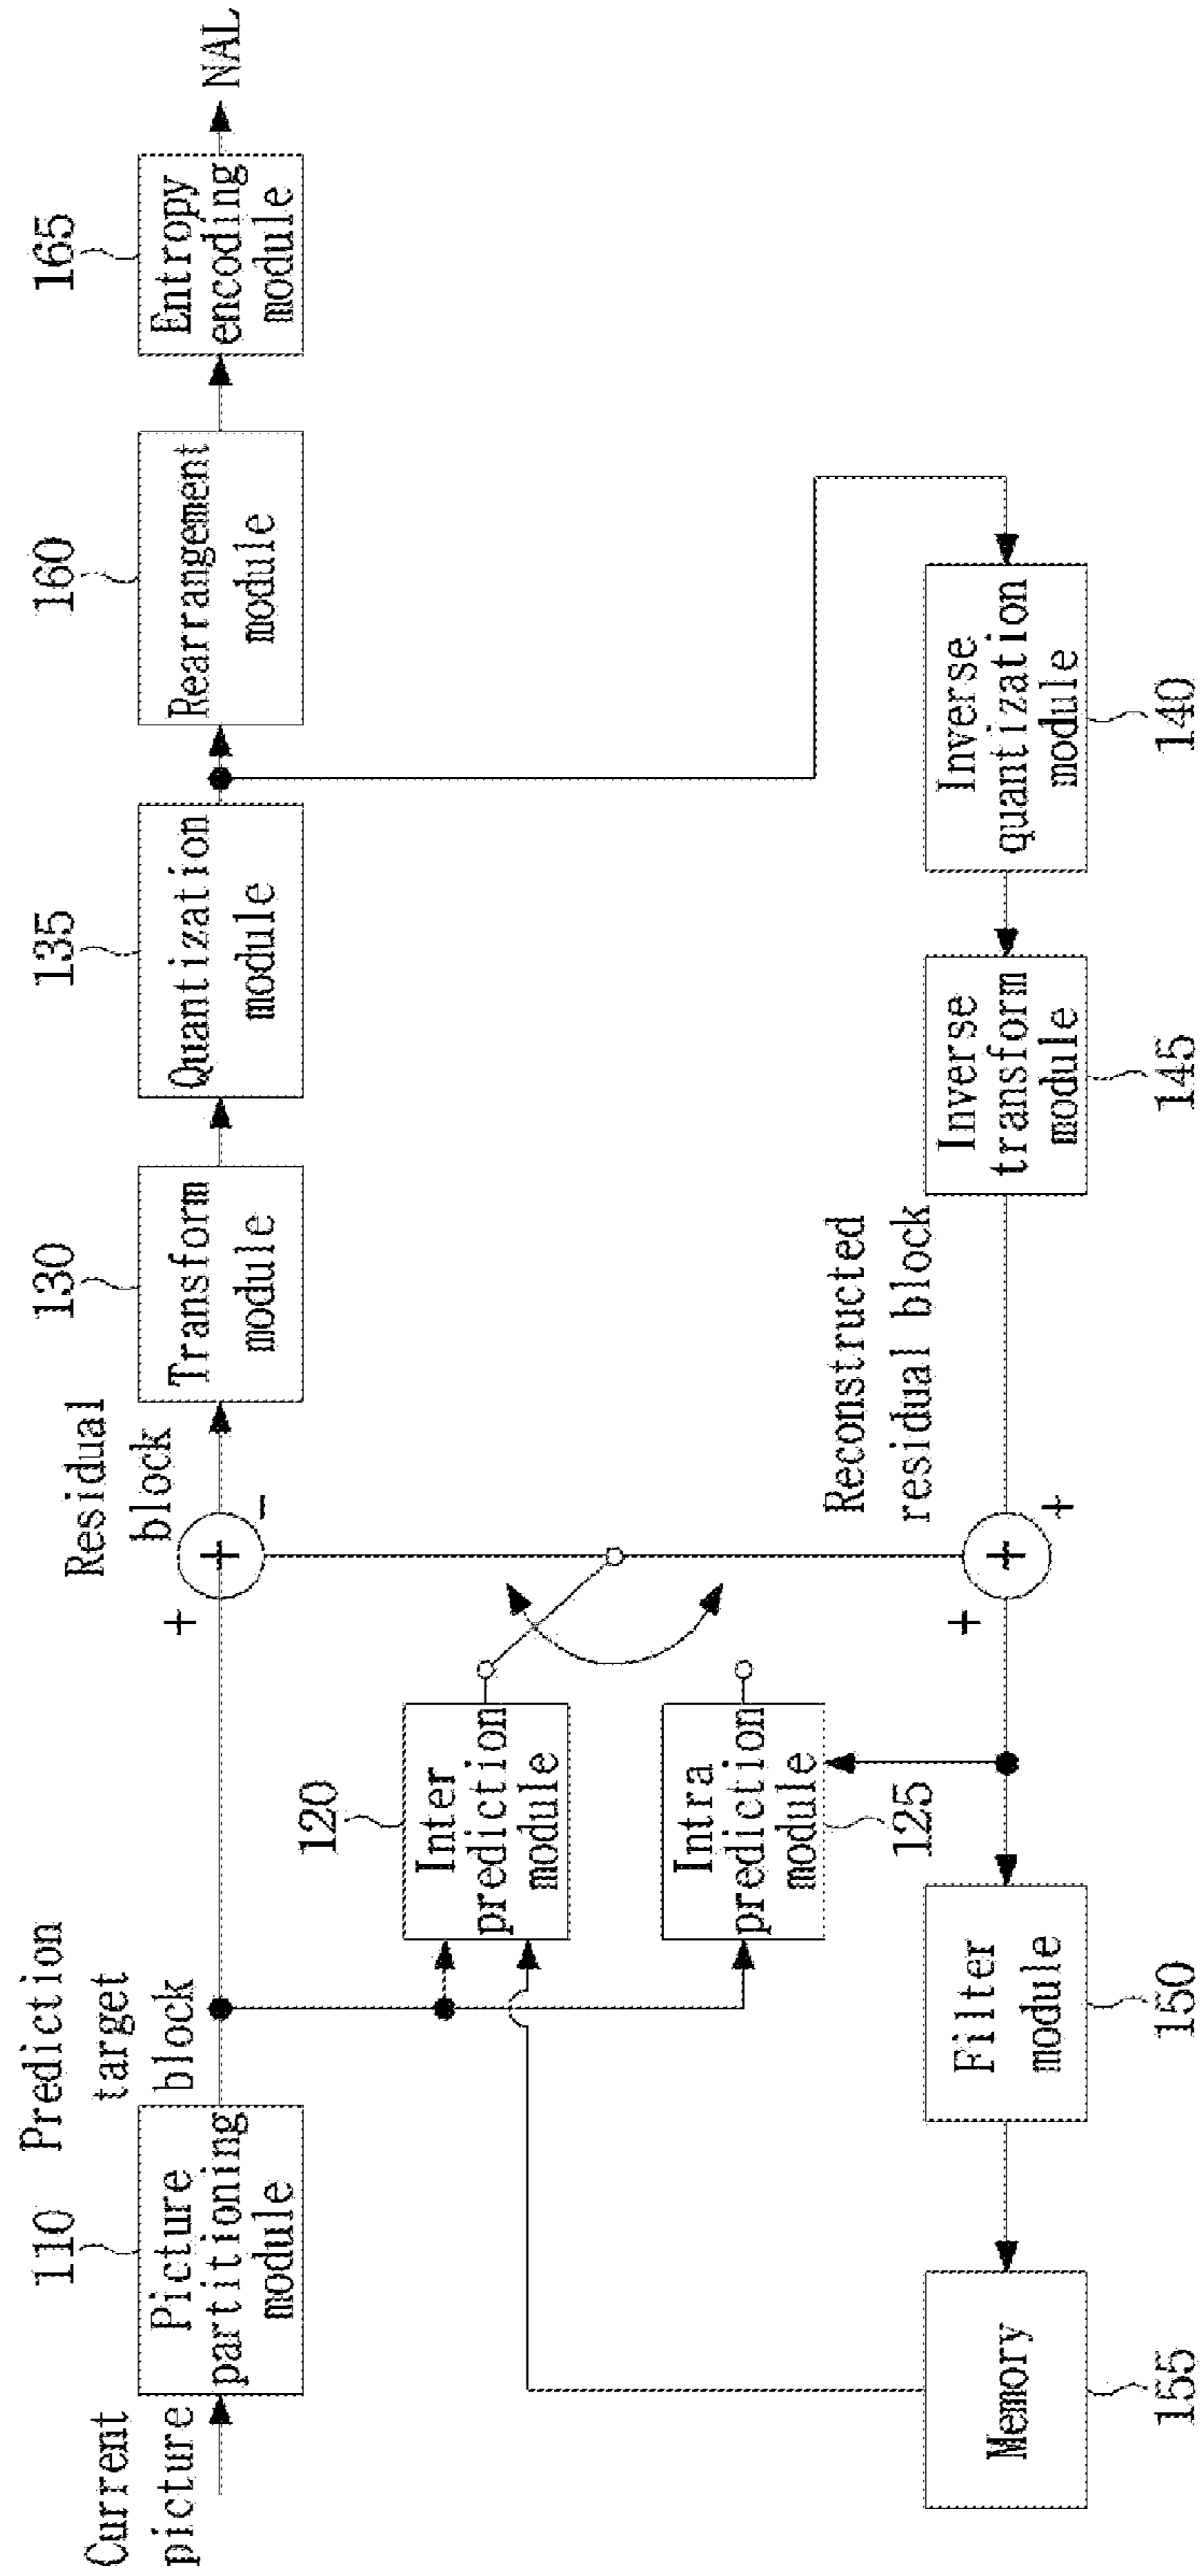 Current
picture
110
Picture
partitioning
module
Prediction
target
block
+
+
-
Residual
block
130
Transform
module
135
Quantization
module
160
Rearrangement
module
165
Entropy
encoding
module
NAL
120
Inter
prediction
module
Intra
prediction
module
125
Inverse
quantization
module
140
Inverse
transform
module
145
Reconstructed
residual block
+
+
+
Filter
module
150
Memory
155